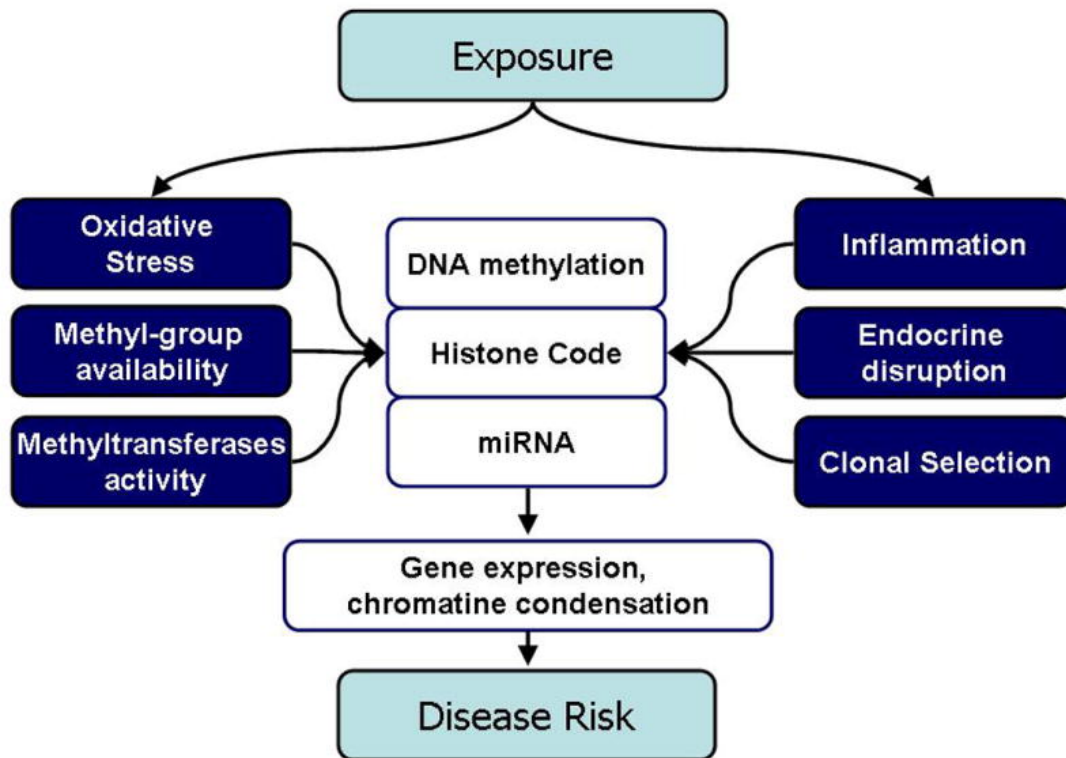 Exposure
Oxidative
Stress
Methyl-group
availability
Methyltransferases
activity
DNA methylation
Histone Code
miRNA
Inflammation
Endocrine
disruption
Clonal Selection
Gene expression,
chromatine condensation
Disease Risk